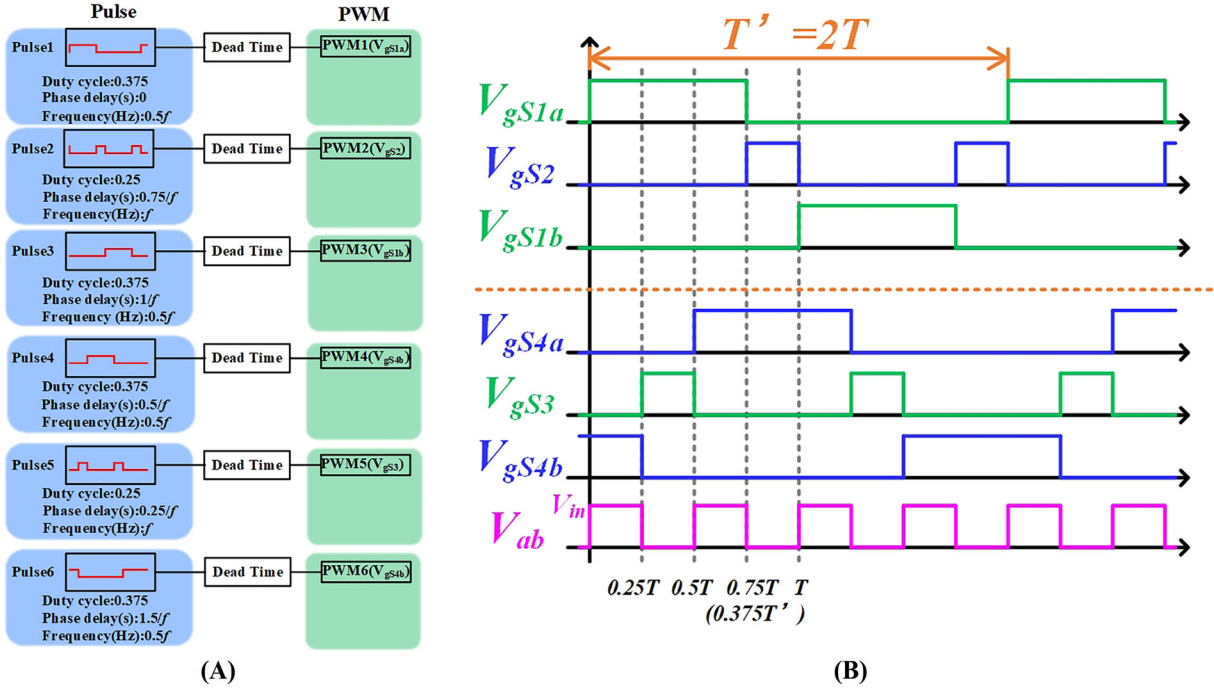 Pulse
PWM
Pulse1
Dead Time
PWM1(VgS1a)
Duty cycle:0.375
Phase delay(s):0
Frequency(Hz):0.5f
Pulse2
Dead Time
PWM2(VgS2)
Duty cycle:0.25
Phase delay(s):0.75/f
Frequency(Hz):f
Pulse3
Dead Time
PWM3(VgS1b)
Duty cycle:0.375
Phase delay(s):1/f
Frequency (Hz):0.5f
Pulse4
Dead Time
PWM4(VgS4b)
Duty cycle:0.375
Phase delay(s):0.5/f
Frequency(Hz):0.5f
Pulse5
Dead Time
PWM5(VgS3)
Duty cycle:0.25
Phase delay(s):0.25/f
Frequency(Hz):f
Pulse6
Dead Time
PWM6(VgS4b)
Duty cycle:0.375
Phase delay(s):1.5/f
Frequency(Hz):0.5f
(A)
T’=2T
VgS1a
VgS2
VgS1b
VgS4a
VgS3
VgS4b
Vin
Vab
0.25T 0.5T 0.75T T
(0.375T’)
(B)